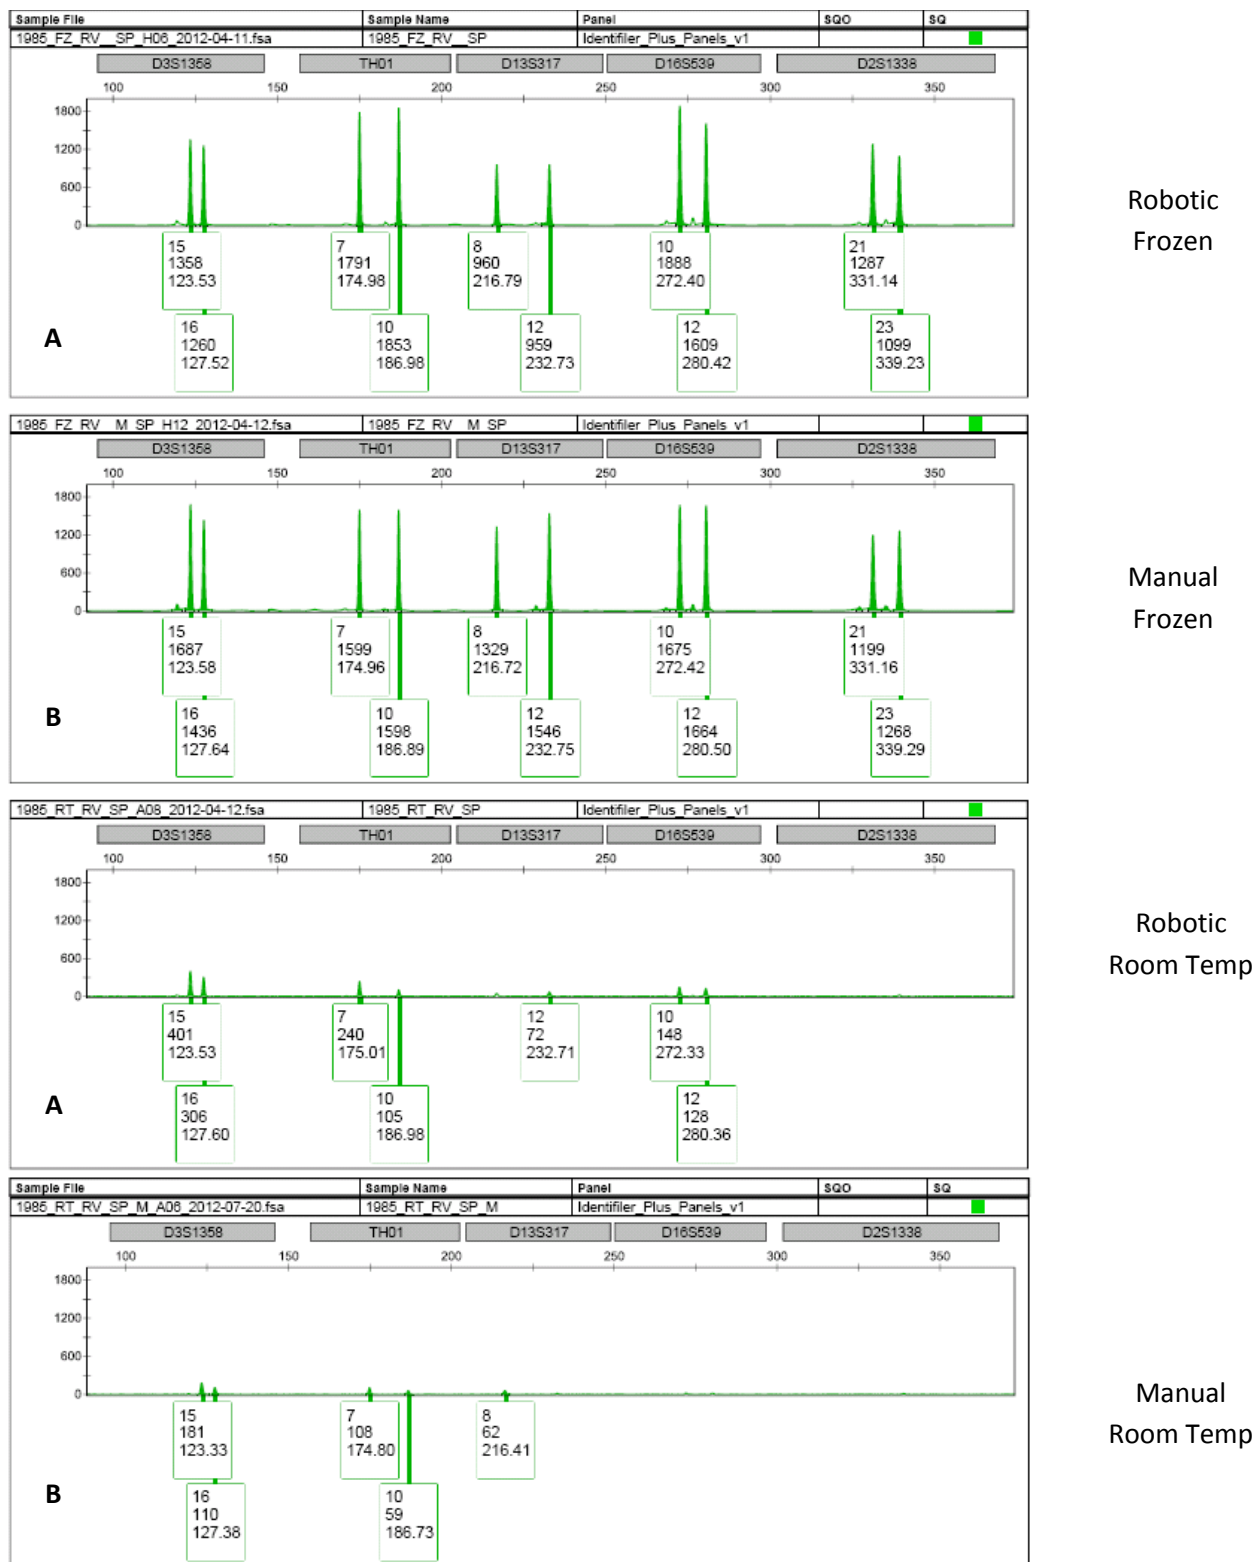 Sample File Sample Name Panel SQO SQ
1985_FZ_RV__SP_H06_2012-04-11.fsa 1985_FZ_RV__SP Identifiler_Plus_Panels_v1
D3S1358 TH01 D13S317 D16S539 D2S1338
100 150 200 250 300 350
1800
1200
600
0
15 7 8 10 21
1358 1791 960 1888 1287
123.53 174.98 216.79 272.40 331.14
16 10 12 12 23
1260 1853 959 1609 1099
127.52 186.98 232.73 280.42 339.23
A
Robotic
Frozen
1985_FZ_RV__M_SP_H12_2012-04-12.fsa 1985_FZ_RV__M_SP Identifiler_Plus_Panels_v1
D3S1358 TH01 D13S317 D16S539 D2S1338
100 150 200 250 300 350
1800
1200
600
0
15 7 8 10 21
1687 1599 1329 1675 1199
123.58 174.96 216.72 272.42 331.16
16 10 12 12 23
1436 1598 1546 1664 1268
127.64 186.89 232.75 280.50 339.29
B
Manual
Frozen
1985_RT_RV_SP_A08_2012-04-12.fsa 1985_RT_RV_SP Identifiler_Plus_Panels_v1
D3S1358 TH01 D13S317 D16S539 D2S1338
100 150 200 250 300 350
1800
1200
600
0
15 7 12 10
401 240 72 148
123.53 175.01 232.71 272.33
16 10 12
306 105 128
127.60 186.98 280.36
A
Robotic
Room Temp
Sample File Sample Name Panel SQO SQ
1985_RT_RV_SP_M_A06_2012-07-20.fsa 1985_RT_RV_SP_M Identifiler_Plus_Panels_v1
D3S1358 TH01 D13S317 D16S539 D2S1338
100 150 200 250 300 350
1800
1200
600
0
15 7 8
181 108 62
123.33 174.80 216.41
16 10
110 59
127.38 186.73
B
Manual
Room Temp